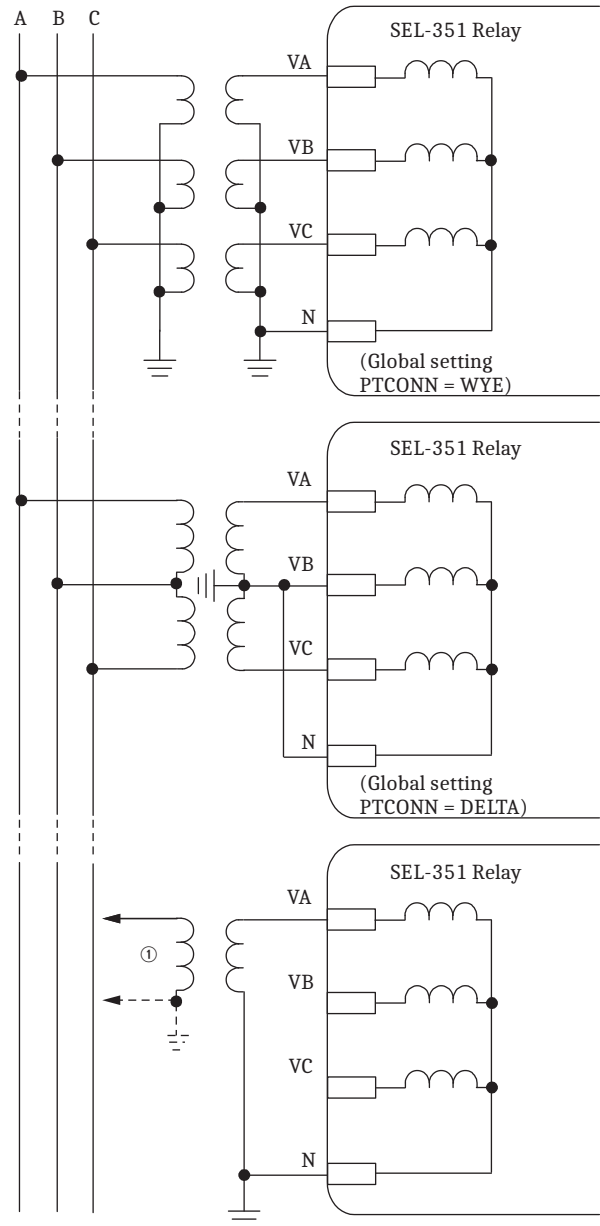 A B C
SEL-351 Relay
VA
VB
VC
N
(Global setting
PTCONN = WYE)
SEL-351 Relay
VA
VB
VC
N
(Global setting
PTCONN = DELTA)
SEL-351 Relay
VA
①
VB
VC
N